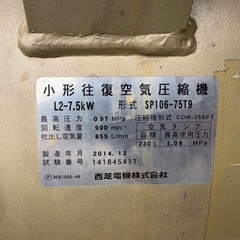 小形往復空気圧縮機
L2-7.5kW 形式 SP106-75T9
最高圧力 0.97 MPa 圧縮機形式 CDW-75SP3
回転速度 990 min⁻¹ 空気タンク
吐出し空気量 855 L/min 容積 最高使用圧力
230 L 1.08 MPa
製造年月 2014.12
試験番号 141845411
西芝電機株式会社